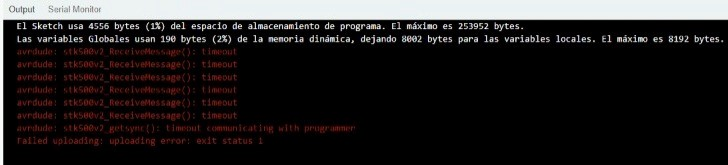 Output Serial Monitor
El Sketch usa 4556 bytes (1%) del espacio de almacenamiento de programa. El máximo es 253952 bytes.
Las variables Globales usan 190 bytes (2%) de la memoria dinámica, dejando 8002 bytes para las variables locales. El máximo es 8192 bytes.
avrdude: stk500v2_ReceiveMessage(): timeout
avrdude: stk500v2_ReceiveMessage(): timeout
avrdude: stk500v2_ReceiveMessage(): timeout
avrdude: stk500v2_ReceiveMessage(): timeout
avrdude: stk500v2_ReceiveMessage(): timeout
avrdude: stk500v2_ReceiveMessage(): timeout
avrdude: stk500v2_getsync(): timeout communicating with programmer
Failed uploading: uploading error: exit status 1